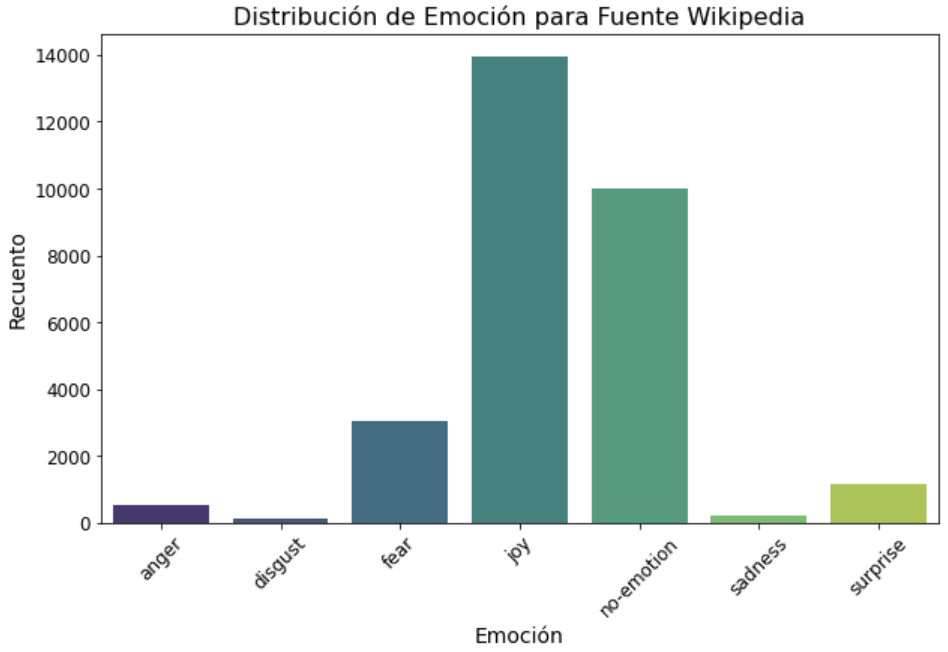 Distribución de Emoción para Fuente Wikipedia
14000
12000
10000
8000
6000
4000
2000
0
Recuento
anger
disgust
fear
joy
no-emotion
sadness
surprise
Emoción